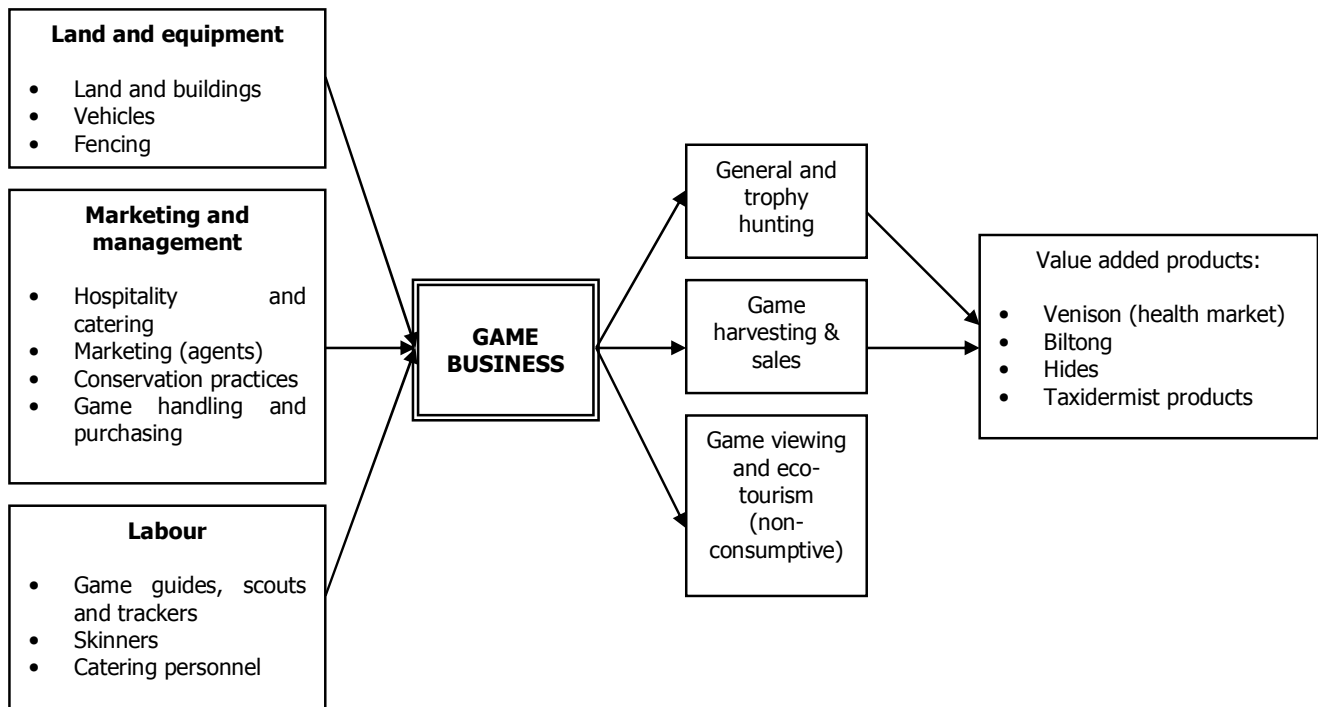 Land and equipment
• Land and buildings
• Vehicles
• Fencing
Marketing and
management
• Hospitality and
catering
• Marketing (agents)
• Conservation practices
• Game handling and
purchasing
Labour
• Game guides, scouts
and trackers
• Skinners
• Catering personnel
GAME
BUSINESS
General and
trophy
hunting
Game
harvesting &
sales
Game viewing
and eco-
tourism
(non-
consumptive)
Value added products:
• Venison (health market)
• Biltong
• Hides
• Taxidermist products